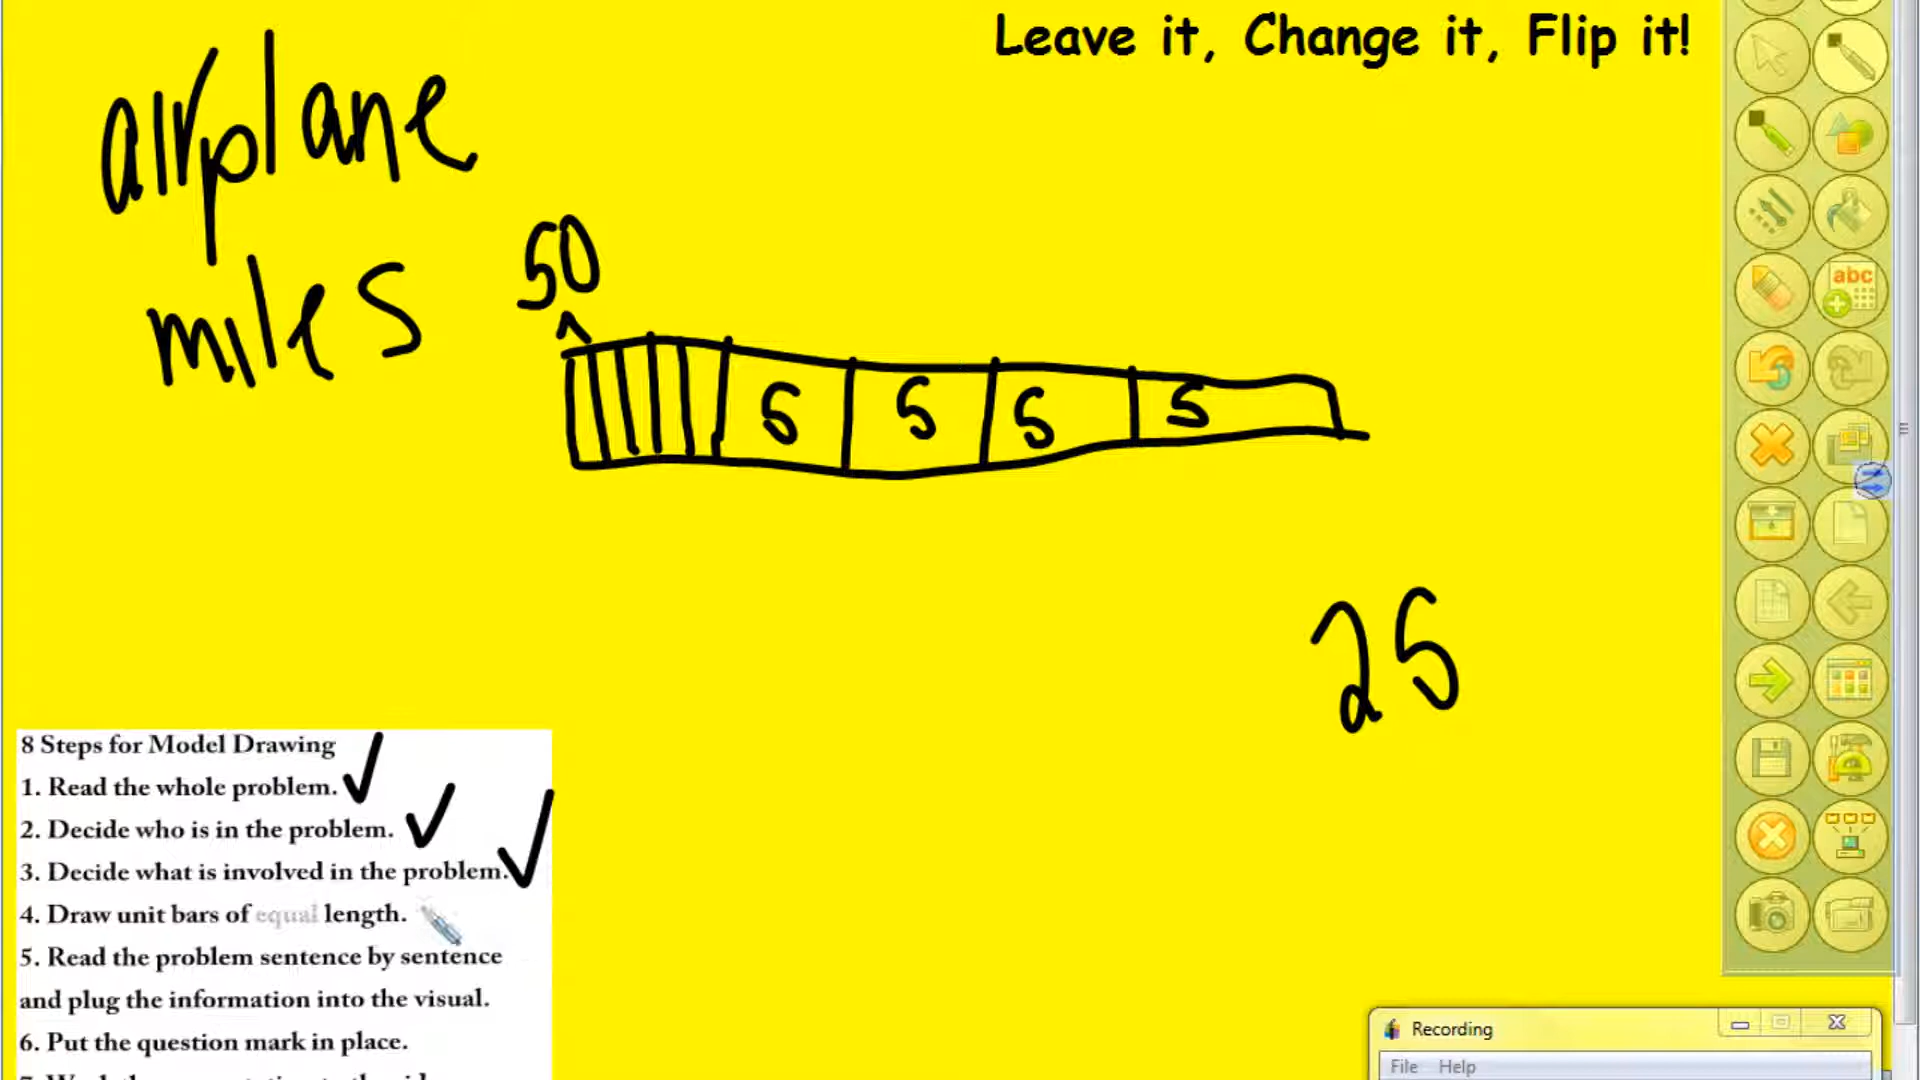 Leave it, Change it, Flip it!
airplane
miles
50
5 5 5 5
25
8 Steps for Model Drawing
1. Read the whole problem.
2. Decide who is in the problem.
3. Decide what is involved in the problem.
4. Draw unit bars of equal length.
5. Read the problem sentence by sentence
and plug the information into the visual.
6. Put the question mark in place.
abc
Recording
File Help